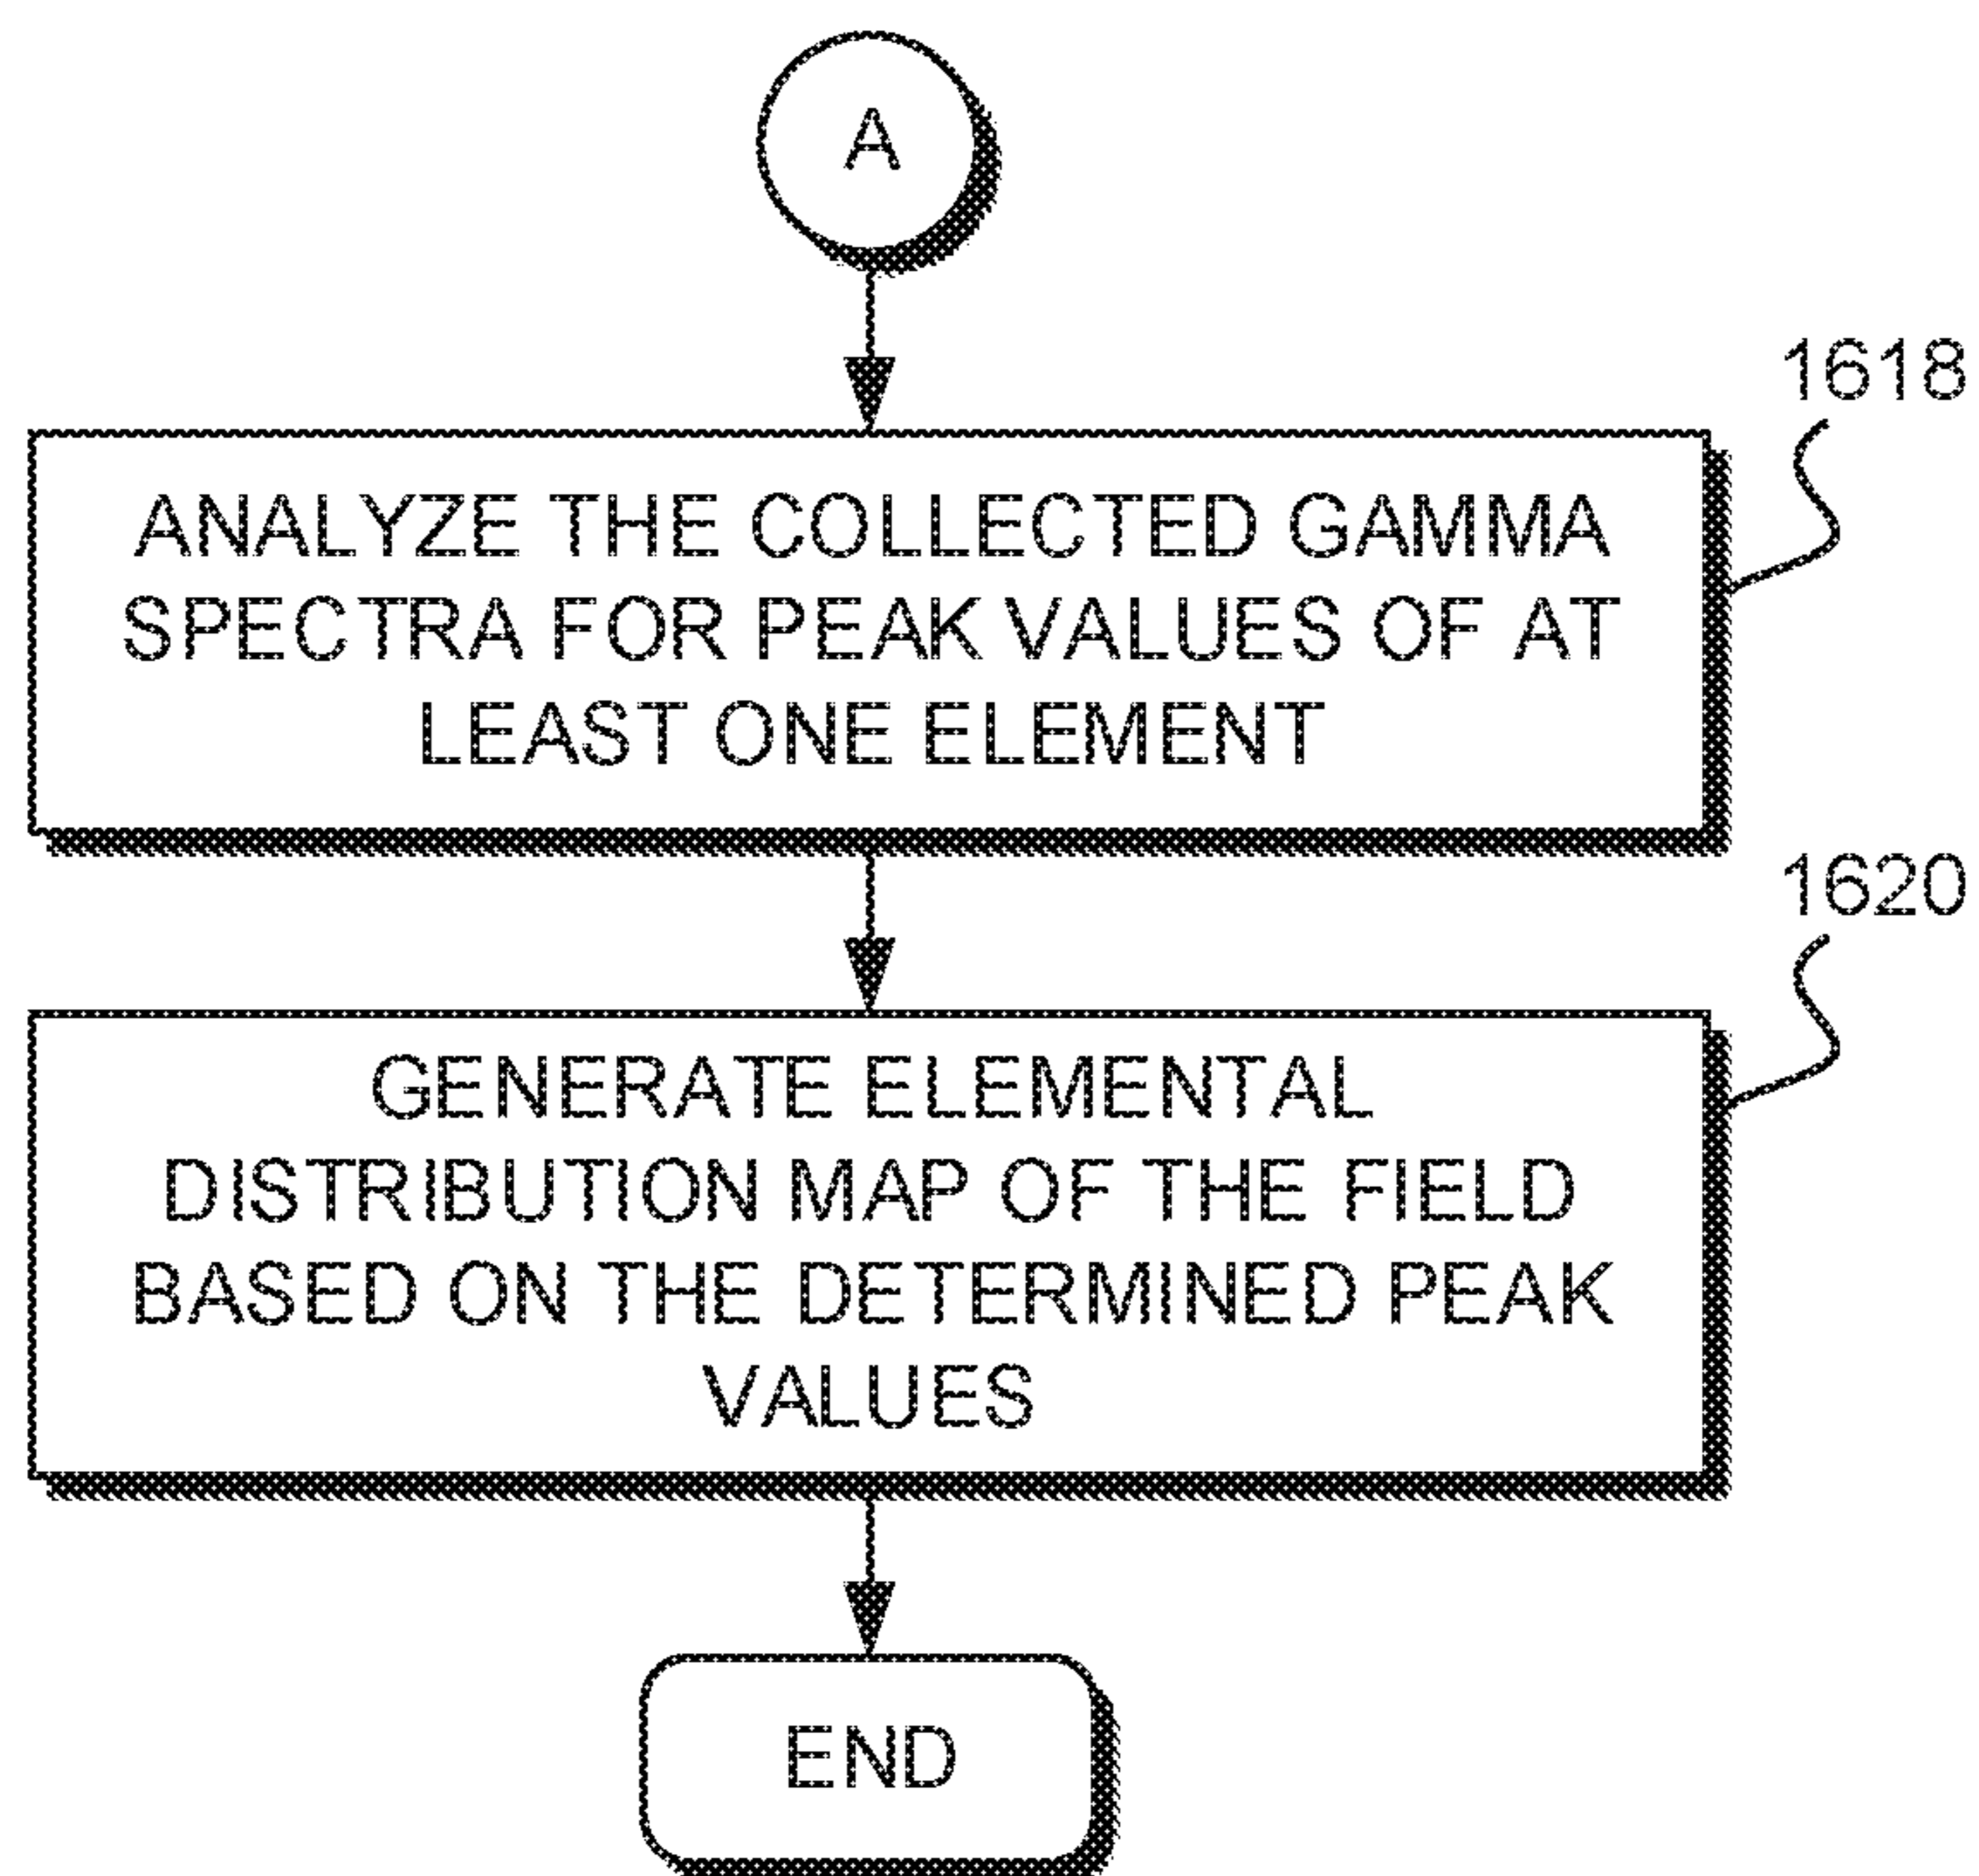 A
1618
ANALYZE THE COLLECTED GAMMA
SPECTRA FOR PEAK VALUES OF AT
LEAST ONE ELEMENT
1620
GENERATE ELEMENTAL
DISTRIBUTION MAP OF THE FIELD
BASED ON THE DETERMINED PEAK
VALUES
END